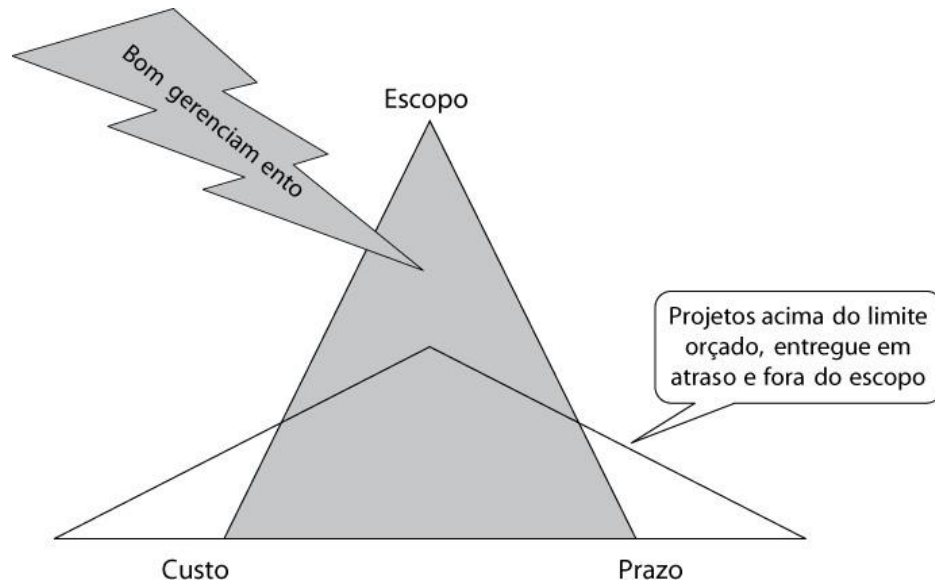 Bom gerenciam ento
Escopo
Projetos acima do limite
orçado, entregue em
atraso e fora do escopo
Custo
Prazo